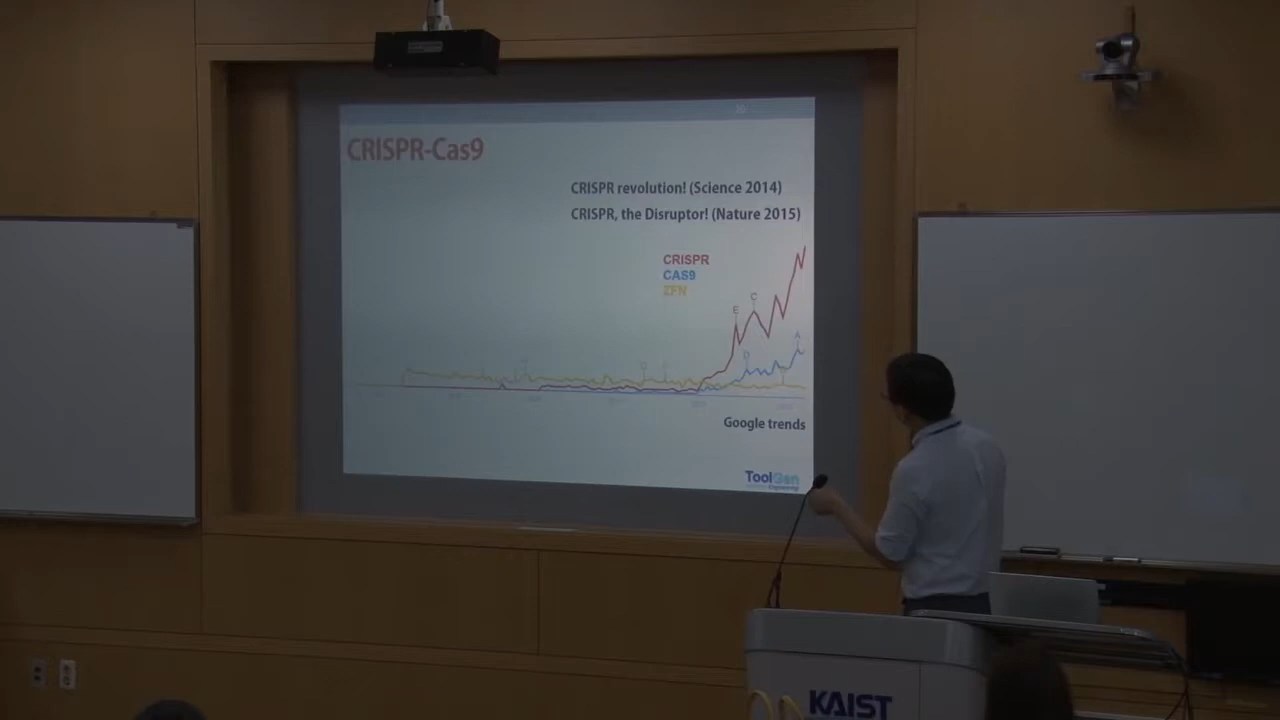 CRISPR-Cas9
CRISPR revolution! (Science 2014)
CRISPR, the Disruptor! (Nature 2015)
CRISPR
CAS9
ZFN
E
C
D
A
Google trends
ToolGen
KAIST